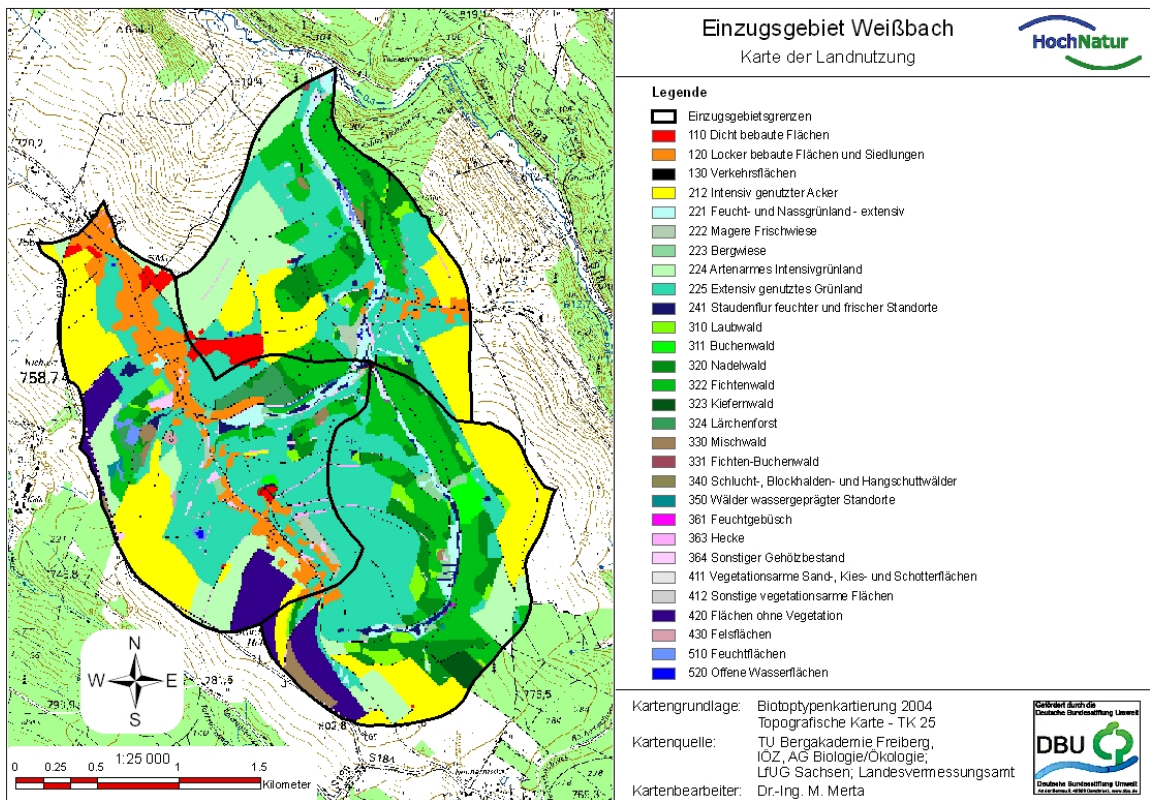 Einzugsgebiet Weißbach
Karte der Landnutzung
HochNatur
Legende
Einzugsgebietsgrenzen
110 Dicht bebaute Flächen
120 Locker bebaute Flächen und Siedlungen
130 Verkehrsflächen
212 Intensiv genutzter Acker
221 Feucht- und Nassgrünland - extensiv
222 Magere Frischwiese
223 Bergwiese
224 Artenarmes Intensivgrünland
225 Extensiv genutztes Grünland
241 Staudenflur feuchter und frischer Standorte
310 Laubwald
311 Buchenwald
320 Nadelwald
322 Fichtenwald
323 Kiefernwald
324 Lärchenforst
330 Mischwald
331 Fichten-Buchenwald
340 Schlucht-, Blockhalden- und Hangschuttwälder
350 Wälder wassergeprägter Standorte
361 Feuchtgebüsch
363 Hecke
364 Sonstiger Gehölzbestand
411 Vegetationsarme Sand-, Kies- und Schotterflächen
412 Sonstige vegetationsarme Flächen
420 Flächen ohne Vegetation
430 Felsflächen
510 Feuchtflächen
520 Offene Wasserflächen
Kartengrundlage: Biotoptypenkartierung 2004
Topografische Karte - TK 25
Kartenquelle: TU Bergakademie Freiberg,
IÖZ, AG Biologie/Ökologie;
LfUG Sachsen; Landesvermessungsamt
Kartenbearbeiter: Dr.-Ing. M. Merta
Gefördert durch die
Deutsche Bundesstiftung Umwelt
DBU
Deutsche Bundesstiftung Umwelt
758,7
N
W E
S
S184
1:25 000
0 0.25 0.5 1 1.5
Kilometer